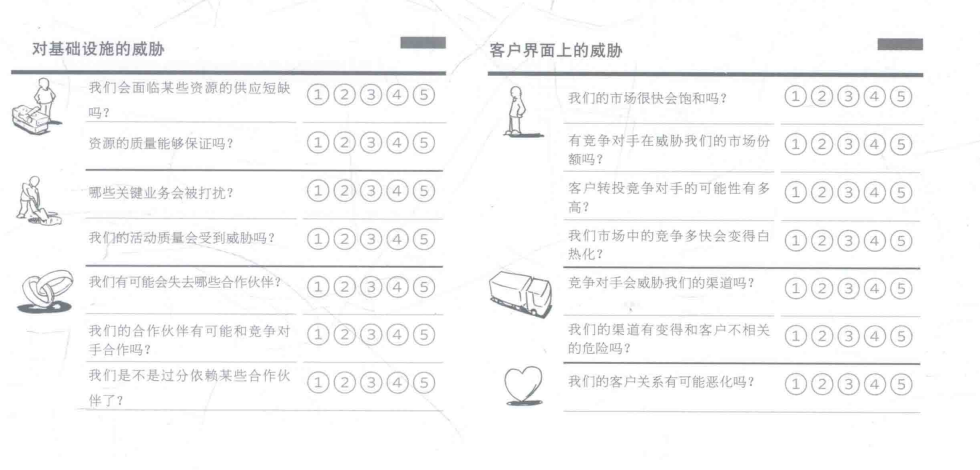 对基础设施的威胁
我们会面临某些资源的供应短缺
吗？
①②③④⑤
资源的质量能够保证吗？
①②③④⑤
哪些关键业务会被打扰？
①②③④⑤
我们的活动质量会受到威胁吗？
①②③④⑤
我们有可能会失去哪些合作伙伴？
①②③④⑤
我们的合作伙伴有可能和竞争对
手合作吗？
①②③④⑤
我们是不是过分依赖某些合作伙
伴了？
①②③④⑤
客户界面上的威胁
我们的市场很快会饱和吗？
①②③④⑤
有竞争对手在威胁我们的市场份
额吗？
①②③④⑤
客户转投竞争对手的可能性有多
高？
①②③④⑤
我们市场中的竞争多快会变得白
热化？
①②③④⑤
竞争对手会威胁我们的渠道吗？
①②③④⑤
我们的渠道有变得和客户不相关
的危险吗？
①②③④⑤
我们的客户关系有可能恶化吗？
①②③④⑤